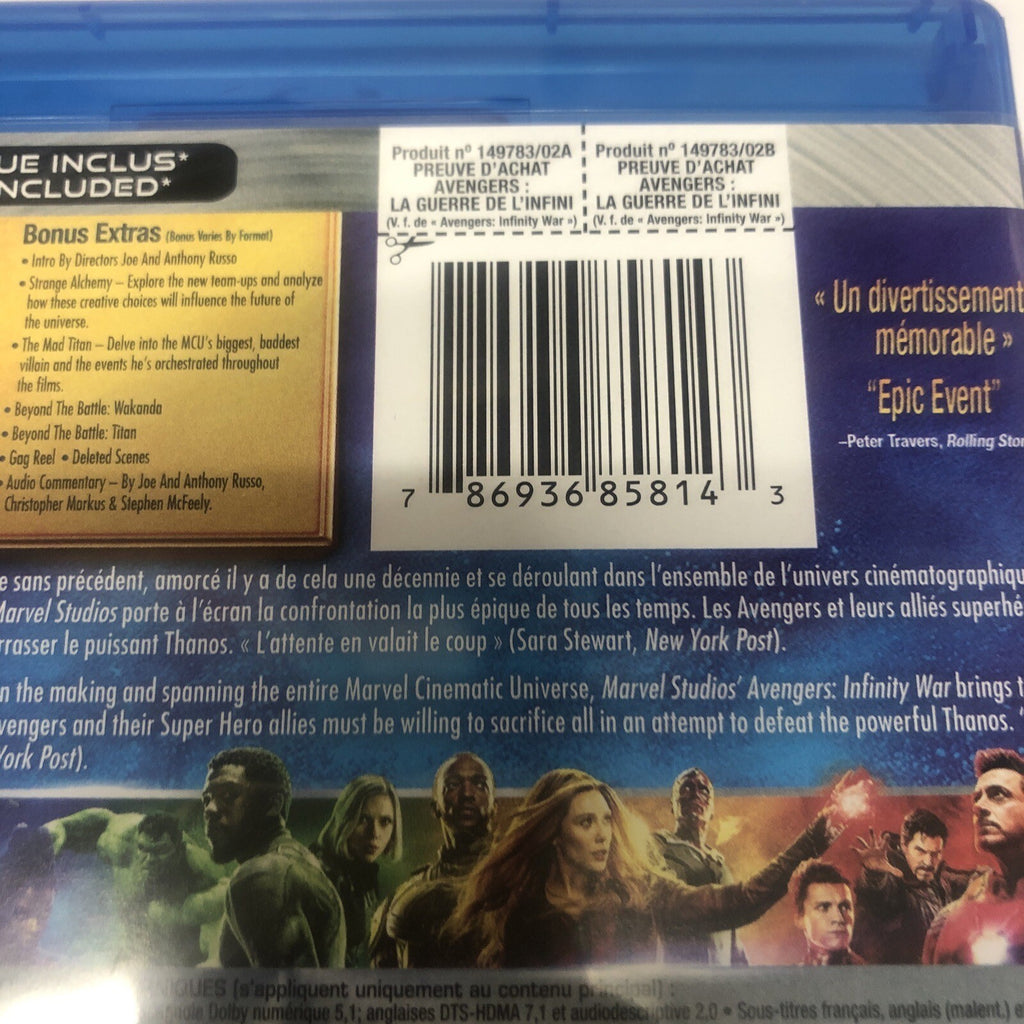 UE INCLUS*
NCLUDED*
Produit nº 149783/02A
PREUVE D'ACHAT
AVENGERS :
LA GUERRE DE L'INFINI
(V. f. de « Avengers: Infinity War »)
Produit nº 149783/02B
PREUVE D'ACHAT
AVENGERS :
LA GUERRE DE L'INFINI
(V. f. de « Avengers: Infinity War »)
Bonus Extras (Bonus Varies By Format)
• Intro By Directors Joe And Anthony Russo
• Strange Alchemy – Explore the new team-ups and analyze
how these creative choices will influence the future of
the universe.
• The Mad Titan – Delve into the MCU's biggest, baddest
villain and the events he's orchestrated throughout
the films.
• Beyond The Battle: Wakanda
• Beyond The Battle: Titan
• Gag Reel • Deleted Scenes
• Audio Commentary – By Joe And Anthony Russo,
Christopher Markus & Stephen McFeely.
7 86936 85814 3
« Un divertissement
mémorable »
"Epic Event"
–Peter Travers, Rolling Ston
e sans précédent, amorcé il y a de cela une décennie et se déroulant dans l'ensemble de l'univers cinématographiqu
Marvel Studios porte à l'écran la confrontation la plus épique de tous les temps. Les Avengers et leurs alliés superhé
rrasser le puissant Thanos. « L'attente en valait le coup » (Sara Stewart, New York Post).
n the making and spanning the entire Marvel Cinematic Universe, Marvel Studios' Avengers: Infinity War brings t
vengers and their Super Hero allies must be willing to sacrifice all in an attempt to defeat the powerful Thanos. "
York Post).
IQUES (s'appliquent uniquement au contenu principal) :
Dolby numérique 5,1; anglaises DTS-HDMA 7,1 et audiodescriptive 2.0 • Sous-titres français, anglais (malent.) e